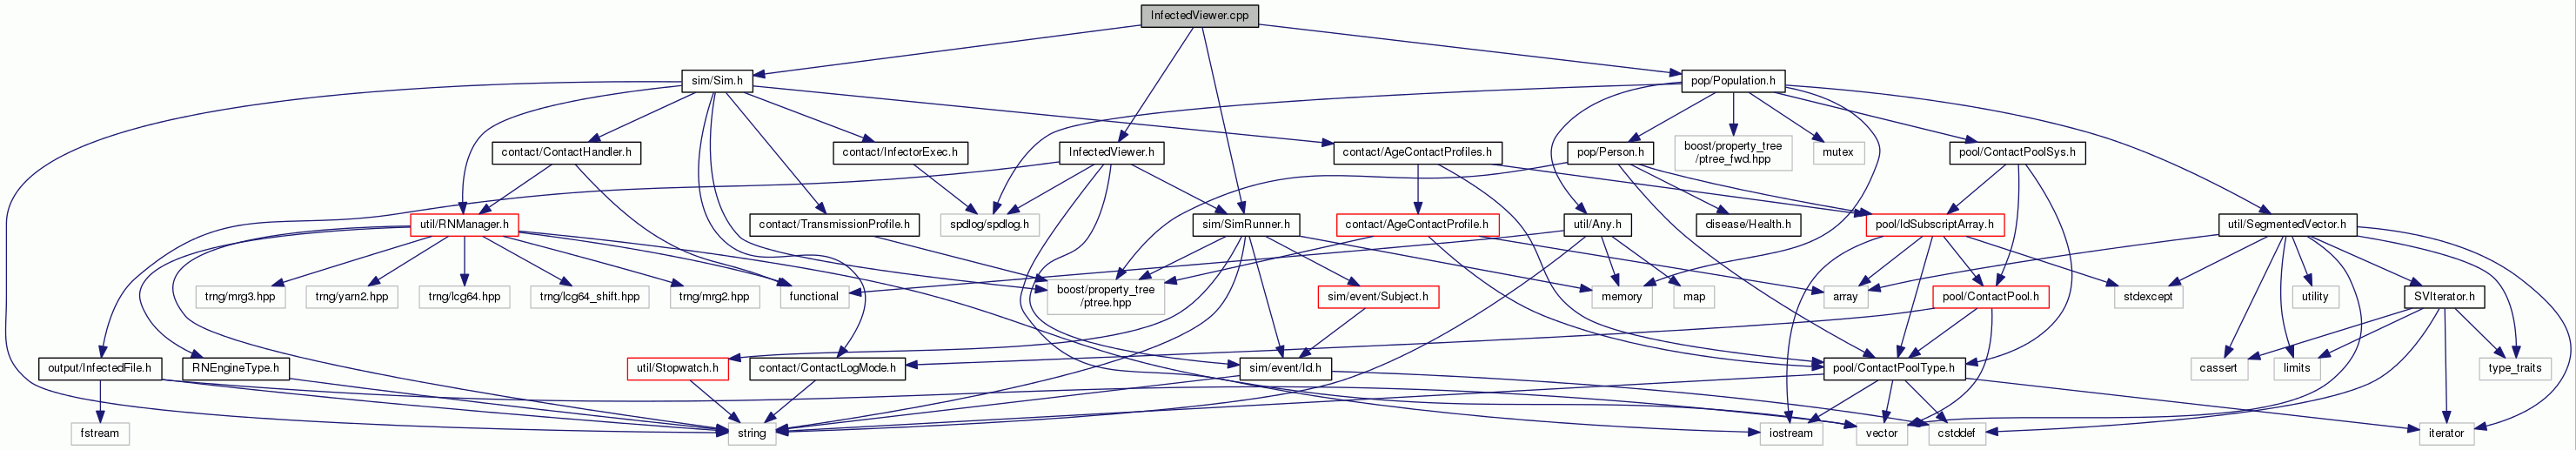 InfectedViewer.cpp
sim/Sim.h
pop/Population.h
contact/ContactHandler.h
contact/InfectorExec.h
InfectedViewer.h
contact/AgeContactProfiles.h
pop/Person.h
boost/property_tree
/ptree_fwd.hpp
mutex
pool/ContactPoolSys.h
util/RNManager.h
contact/TransmissionProfile.h
spdlog/spdlog.h
sim/SimRunner.h
contact/AgeContactProfile.h
util/Any.h
disease/Health.h
pool/IdSubscriptArray.h
util/SegmentedVector.h
trng/mrg3.hpp
trng/yarn2.hpp
trng/lcg64.hpp
trng/lcg64_shift.hpp
trng/mrg2.hpp
functional
boost/property_tree
/ptree.hpp
sim/event/Subject.h
memory
map
array
pool/ContactPool.h
stdexcept
utility
SVIterator.h
output/InfectedFile.h
RNEngineType.h
util/Stopwatch.h
contact/ContactLogMode.h
sim/event/Id.h
pool/ContactPoolType.h
cassert
limits
type_traits
fstream
string
iostream
vector
cstddef
iterator